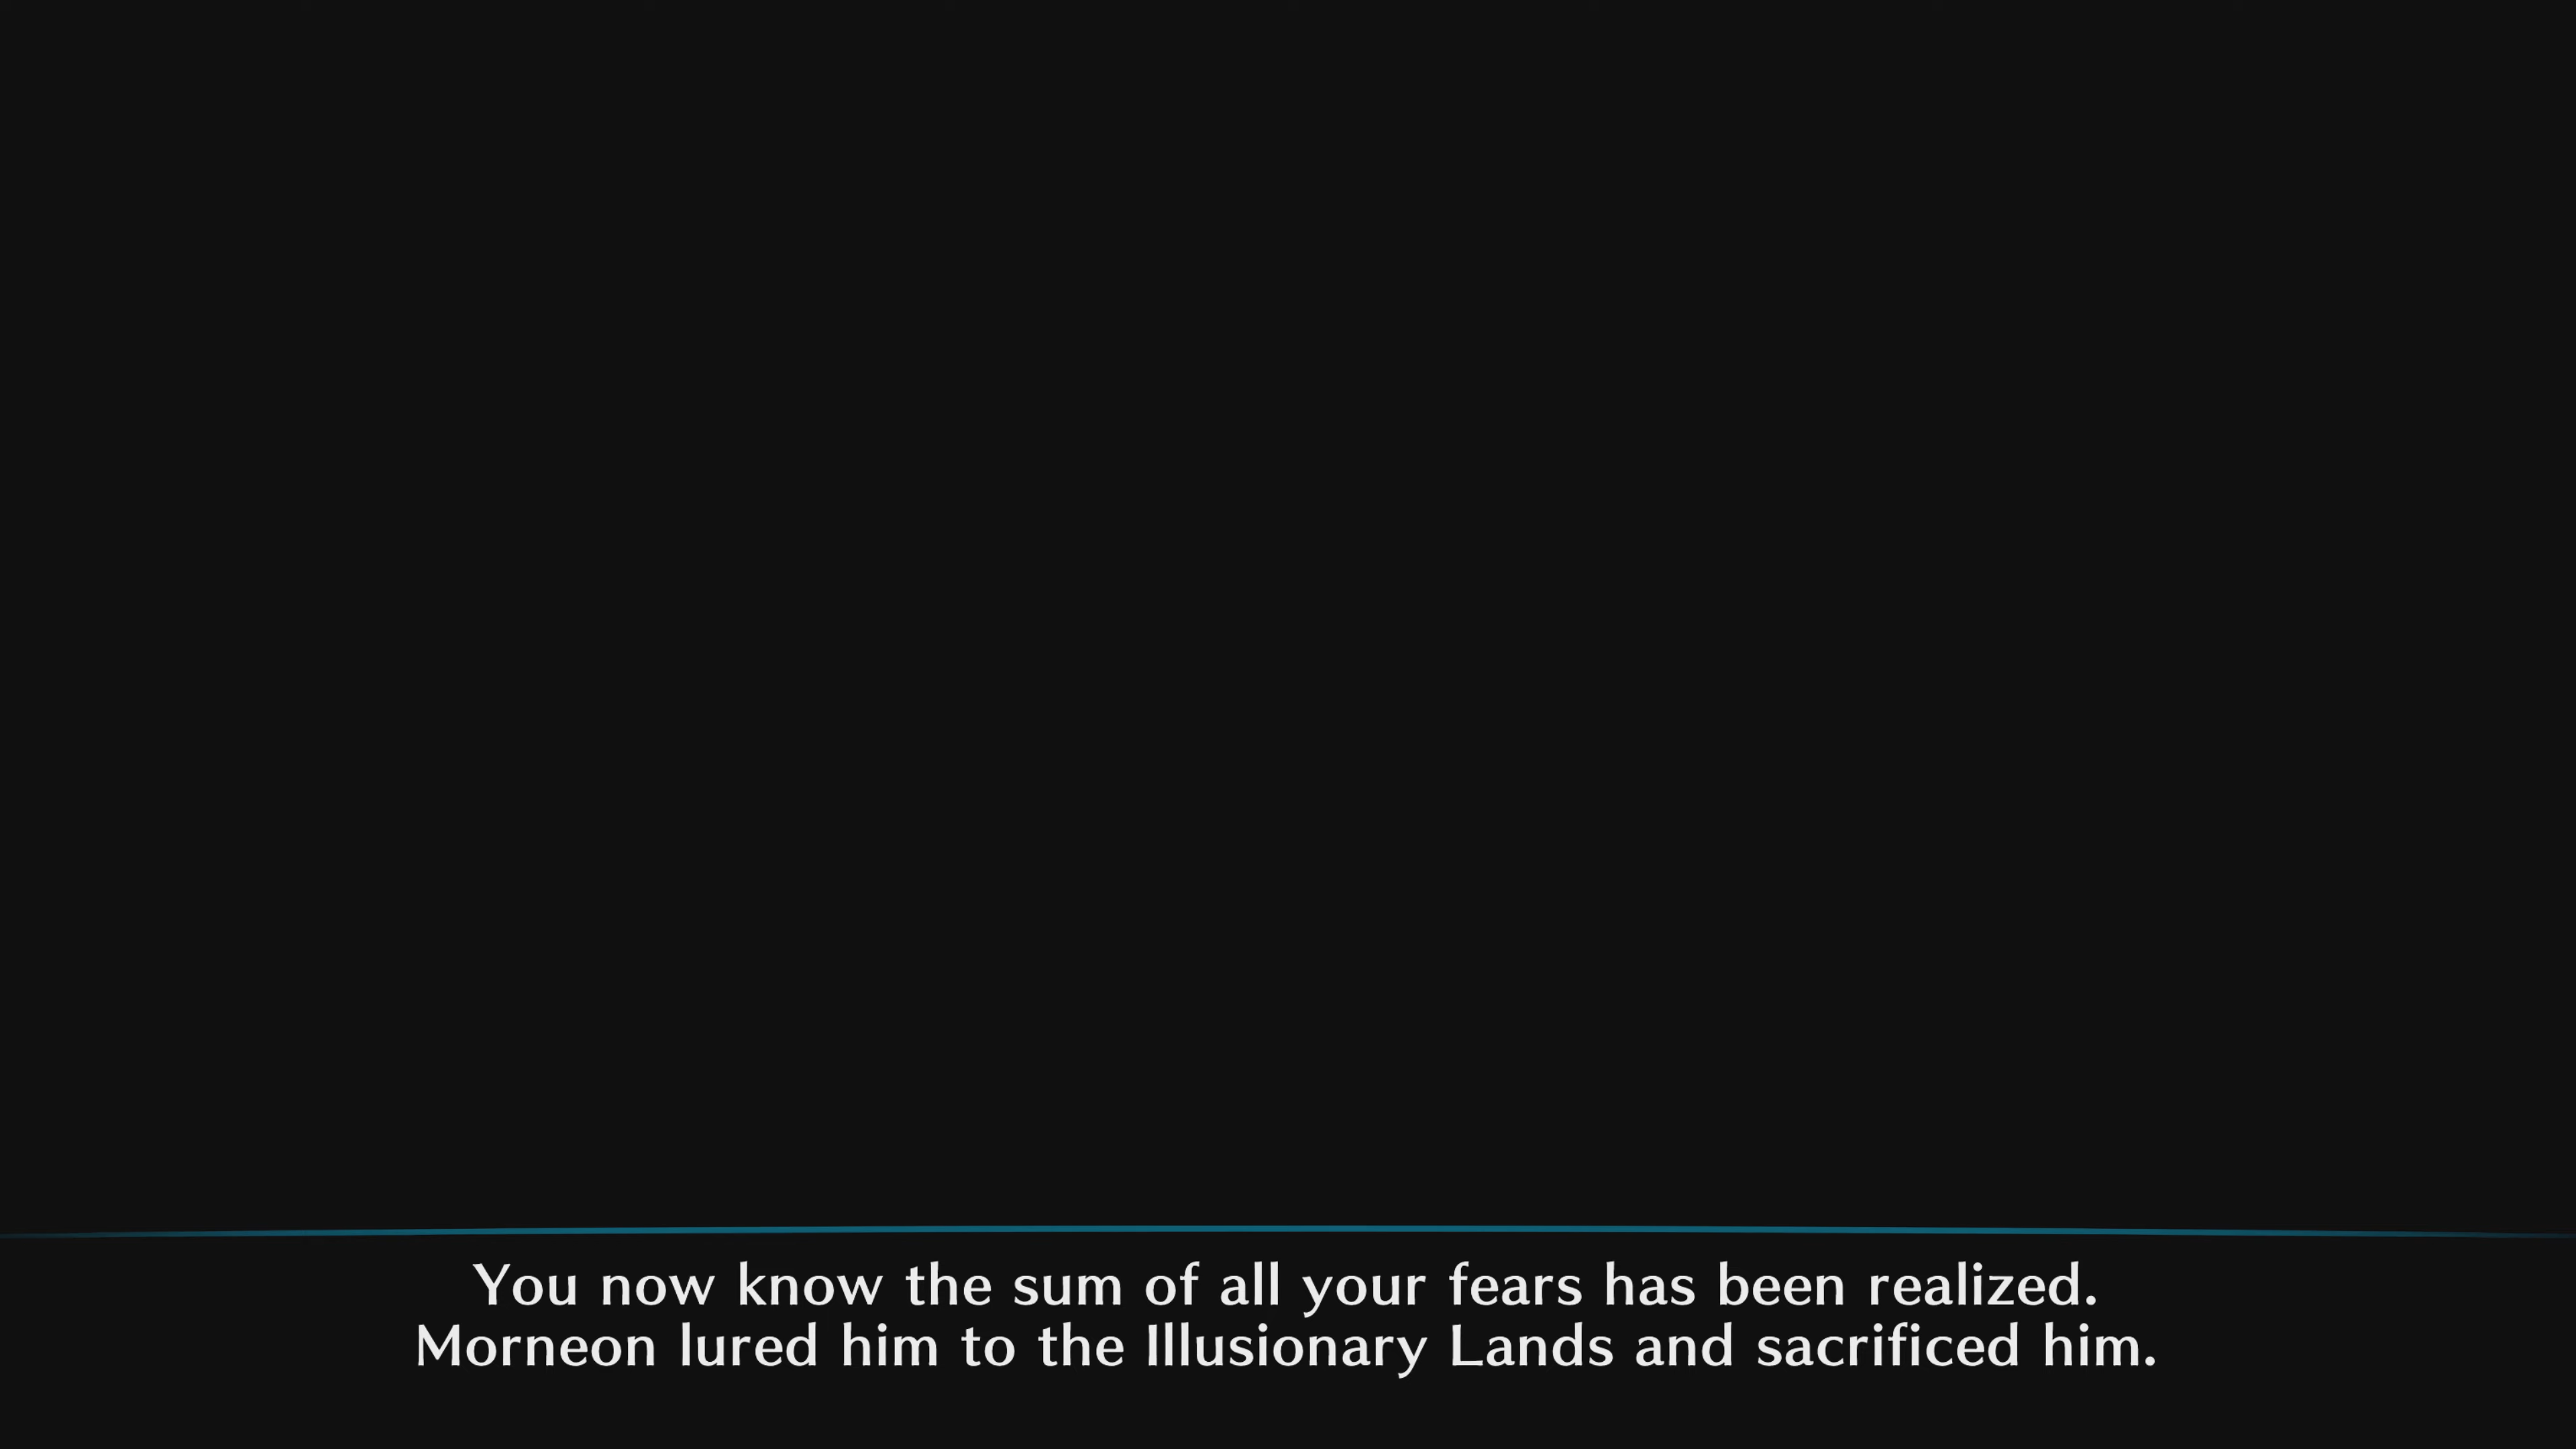 You now know the sum of all your fears has been realized.
Morneon lured him to the Illusionary Lands and sacrificed him.